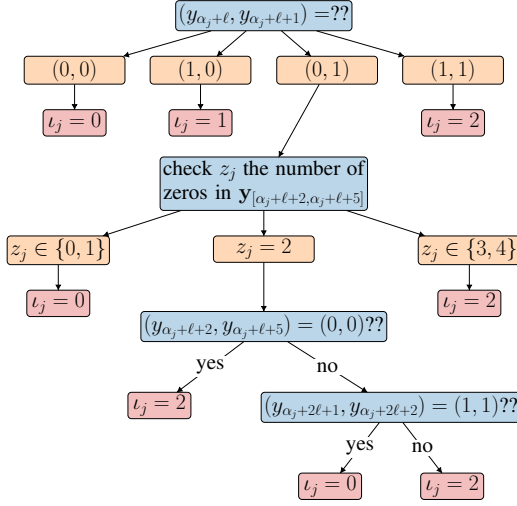 (y_{α_j+ℓ}, y_{α_j+ℓ+1}) =??
(0, 0) (1, 0) (0, 1) (1, 1)
ι_j = 0 ι_j = 1 ι_j = 2
check z_j the number of
zeros in **y**_{[α_j+ℓ+2,α_j+ℓ+5]}
z_j ∈ {0, 1} z_j = 2 z_j ∈ {3, 4}
ι_j = 0 ι_j = 2
(y_{α_j+ℓ+2}, y_{α_j+ℓ+5}) = (0, 0)??
yes no
ι_j = 2 (y_{α_j+2ℓ+1}, y_{α_j+2ℓ+2}) = (1, 1)??
yes no
ι_j = 0 ι_j = 2